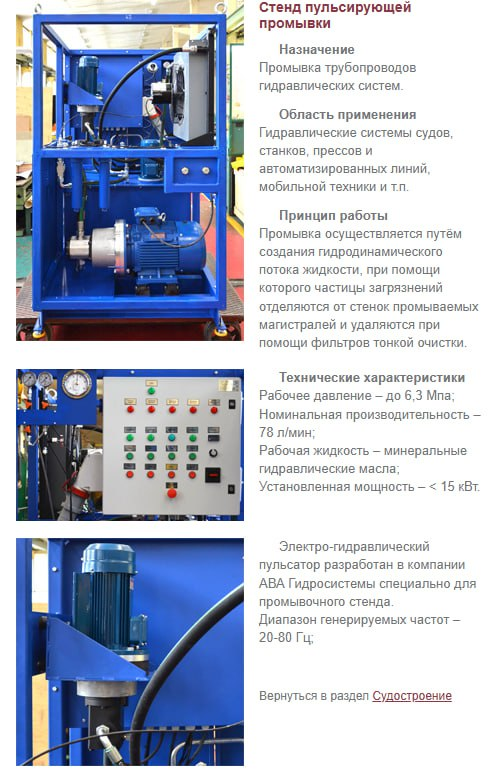 Стенд пульсирующей
промывки
Назначение
Промывка трубопроводов
гидравлических систем.
Область применения
Гидравлические системы судов,
станков, прессов и
автоматизированных линий,
мобильной техники и т.п.
Принцип работы
Промывка осуществляется путём
создания гидродинамического
потока жидкости, при помощи
которого частицы загрязнений
отделяются от стенок промываемых
магистралей и удаляются при
помощи фильтров тонкой очистки.
Технические характеристики
Рабочее давление – до 6,3 Мпа;
Номинальная производительность –
78 л/мин;
Рабочая жидкость – минеральные
гидравлические масла;
Установленная мощность – < 15 кВт.
Электро-гидравлический
пульсатор разработан в компании
АВА Гидросистемы специально для
промывочного стенда.
Диапазон генерируемых частот –
20-80 Гц;
Вернуться в раздел Судостроение